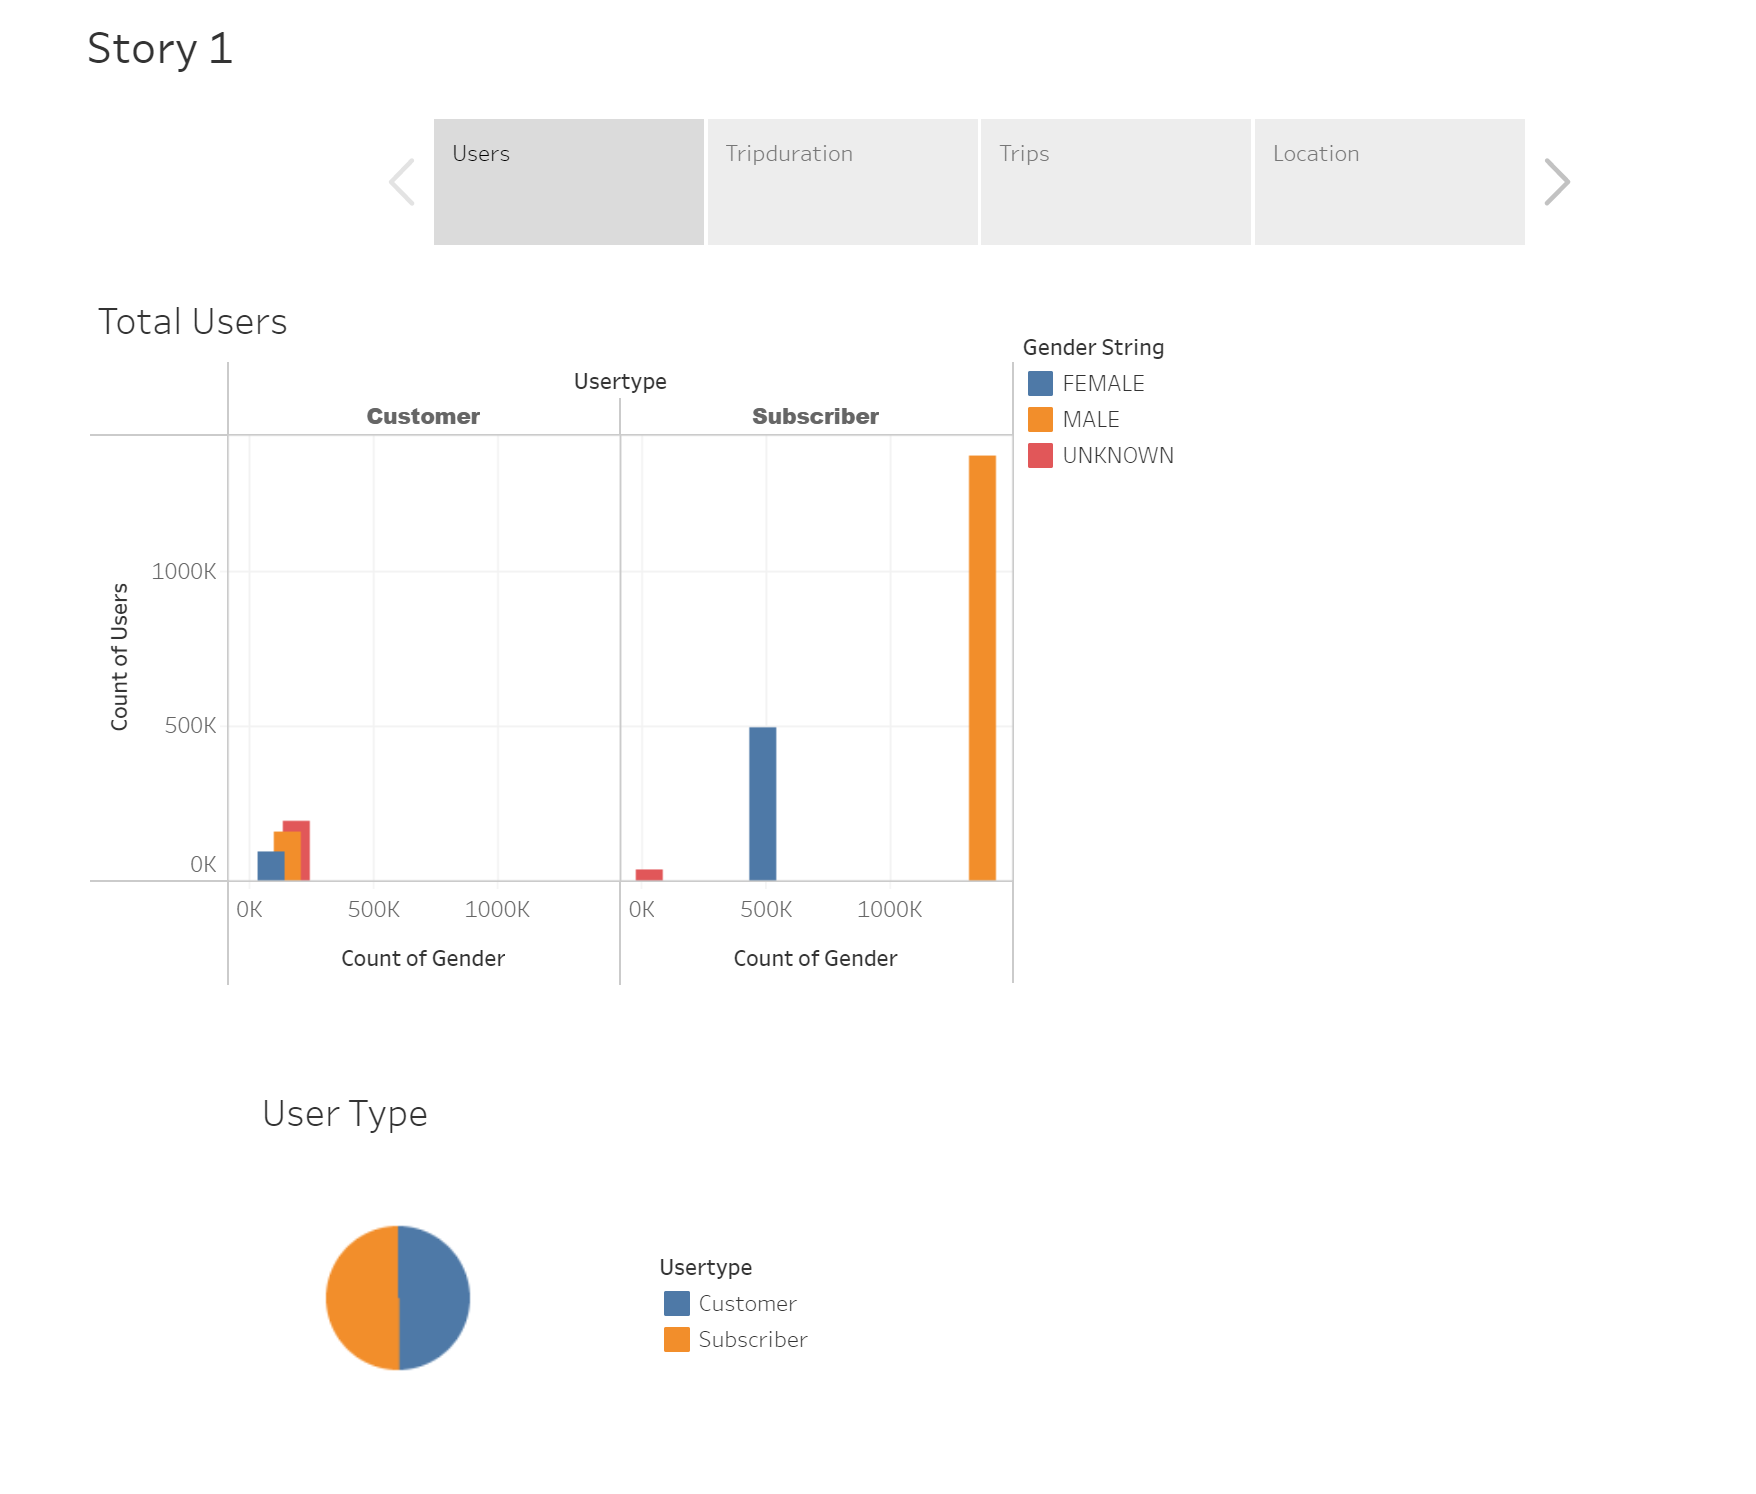 Story 1
Users
Tripduration
Trips
Location
Total Users
Usertype
Customer
Subscriber
Count of Users
1000K
500K
0K
0K 500K 1000K
0K 500K 1000K
Count of Gender
Count of Gender
Gender String
FEMALE
MALE
UNKNOWN
User Type
Usertype
Customer
Subscriber